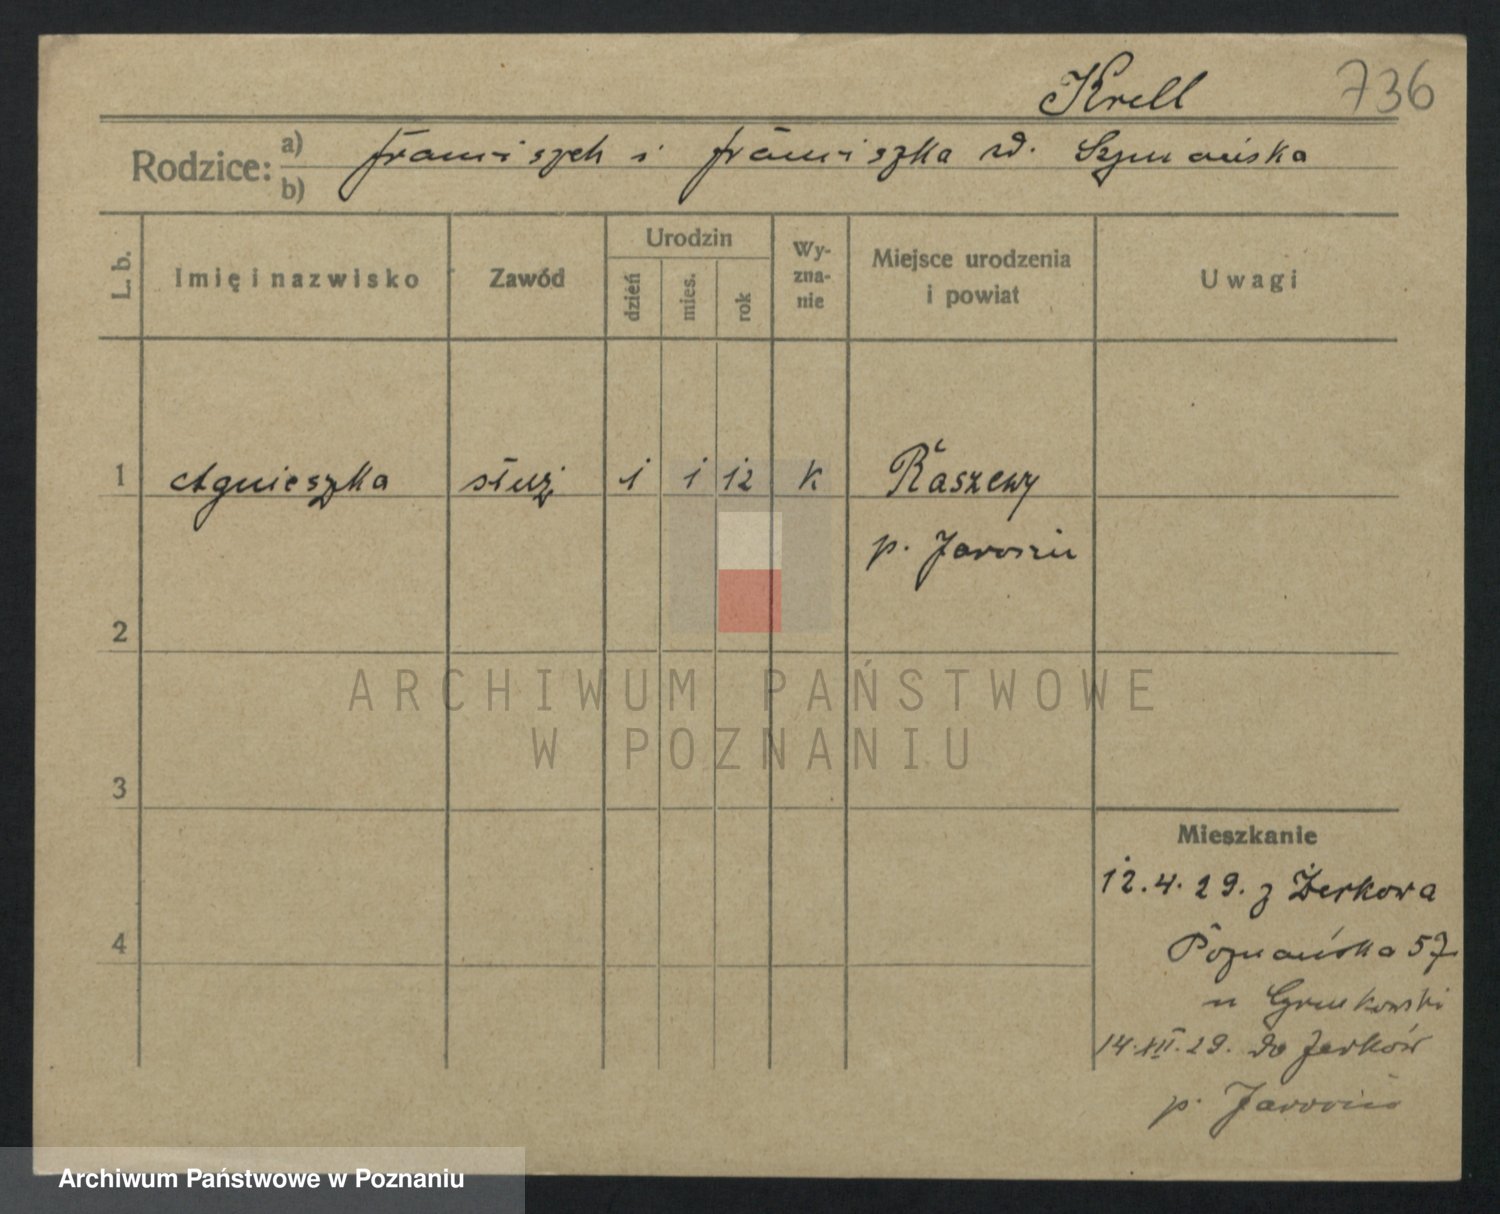 Krell 736
Rodzice: a) Franciszek i Franciszka rd. Szymańska
b)
L. b.
Imię i nazwisko
Zawód
Urodzin
dzień
mies.
rok
Wy-
zna-
nie
Miejsce urodzenia
i powiat
Uwagi
1 Agnieszka służ 1 1 12 k Raszewy
p. Jarocin
2
ARCHIWUM PAŃSTWOWE
W POZNANIU
3
Mieszkanie
12.4.29. z Żerkowa
4
Poznańska 57
u
14.XII.29. do Żerków
p. Jarocin
Archiwum Państwowe w Poznaniu